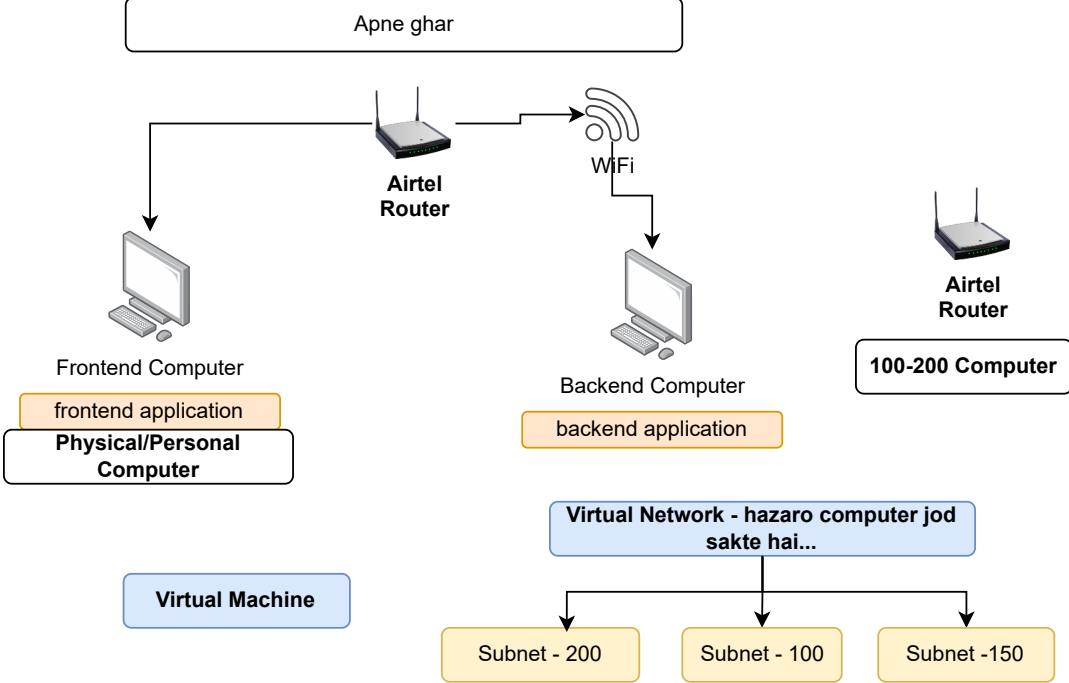 Apne ghar
WiFi
Airtel
Router
Airtel
Router
Frontend Computer
100-200 Computer
Backend Computer
frontend application
backend application
Physical/Personal
Computer
Virtual Network - hazaro computer jod
sakte hai...
Virtual Machine
Subnet - 200
Subnet - 100
Subnet -150